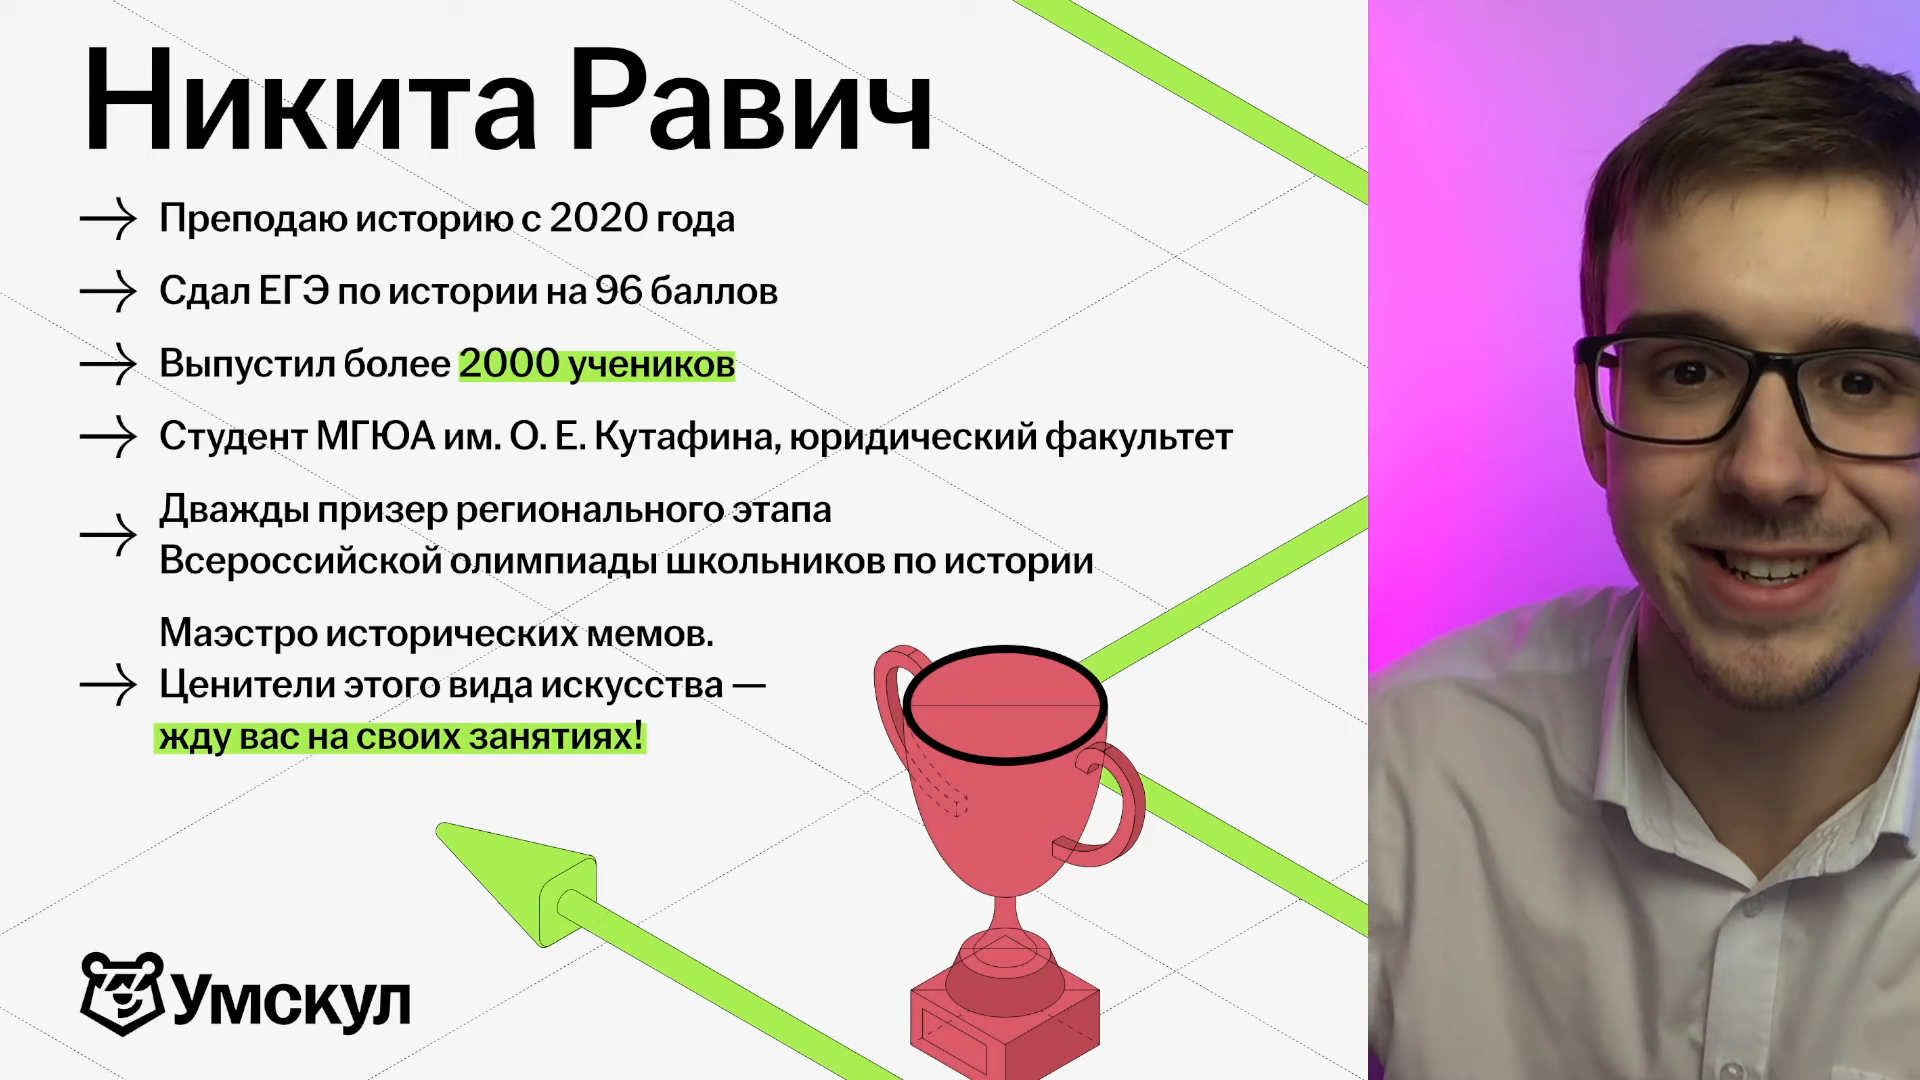 Никита Равич
Преподаю историю с 2020 года
Сдал ЕГЭ по истории на 96 баллов
Выпустил более 2000 учеников
Студент МГЮА им. О. Е. Кутафина, юридический факультет
Дважды призер регионального этапа
Всероссийской олимпиады школьников по истории
Маэстро исторических мемов.
Ценители этого вида искусства —
жду вас на своих занятиях!
Умскул